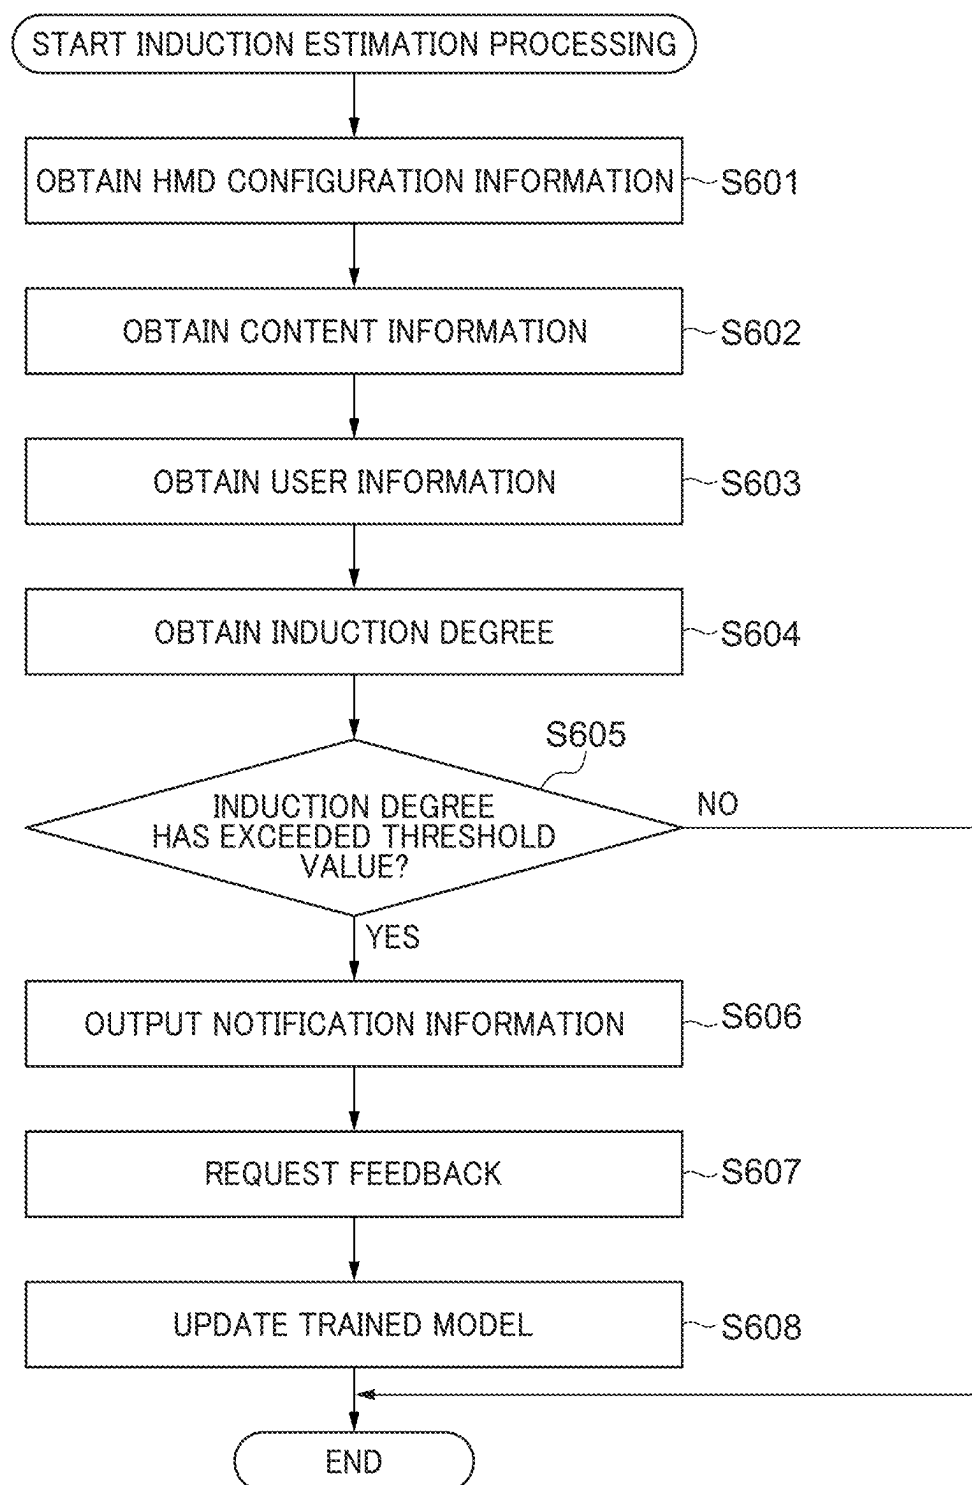 START INDUCTION ESTIMATION PROCESSING
OBTAIN HMD CONFIGURATION INFORMATION
S601
OBTAIN CONTENT INFORMATION
S602
OBTAIN USER INFORMATION
S603
OBTAIN INDUCTION DEGREE
S604
S605
INDUCTION DEGREE
HAS EXCEEDED THRESHOLD
VALUE?
NO
YES
OUTPUT NOTIFICATION INFORMATION
S606
REQUEST FEEDBACK
S607
UPDATE TRAINED MODEL
S608
END